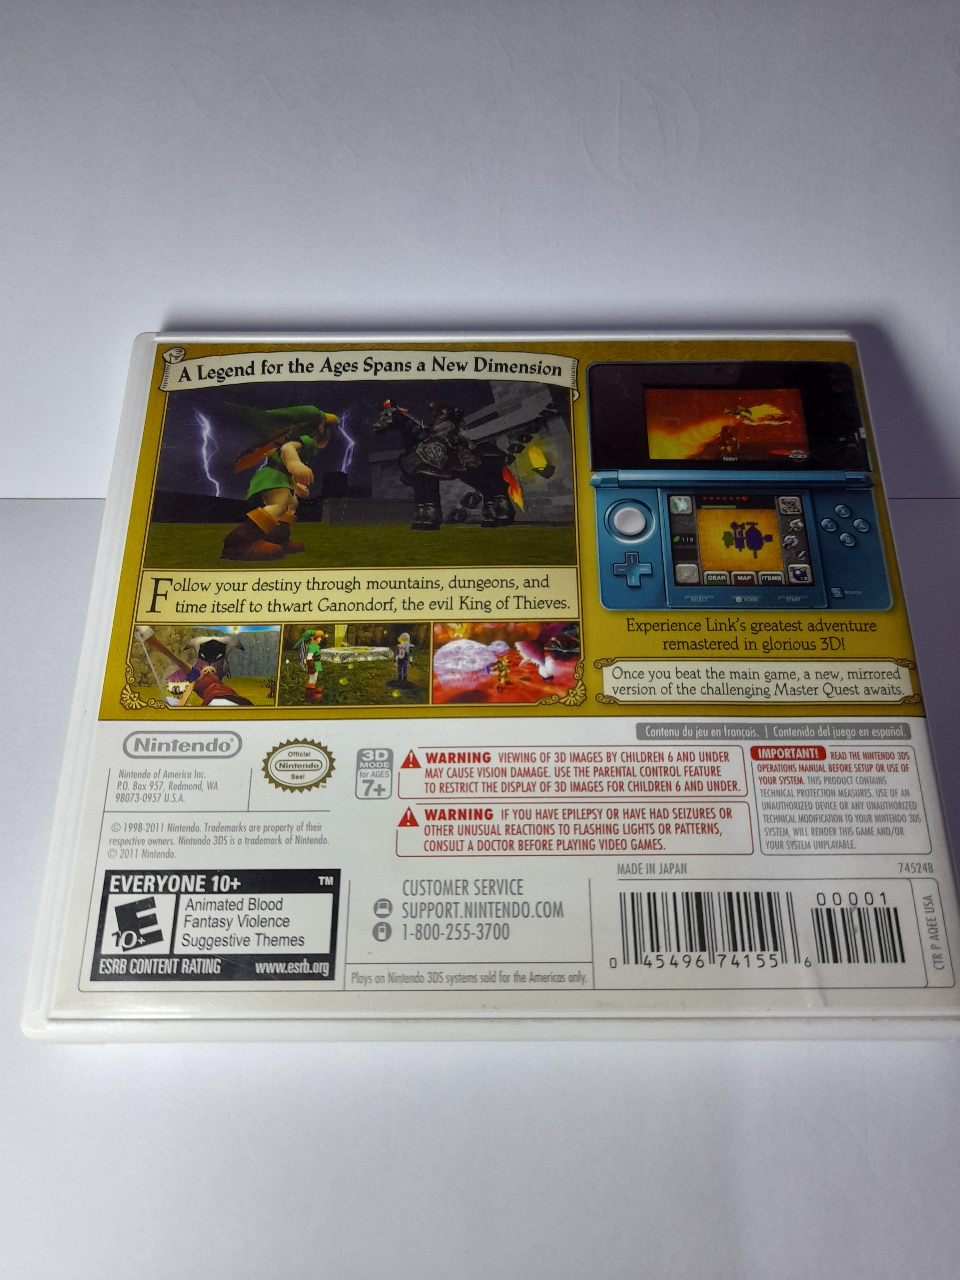 A Legend for the Ages Spans a New Dimension
Navi
ATTACK
119
GEAR
MAP
ITEMS
SELECT
HOME
START
POWER
X
Y
A
B
Follow your destiny through mountains, dungeons, and
time itself to thwart Ganondorf, the evil King of Thieves.
Experience Link's greatest adventure
remastered in glorious 3D!
Once you beat the main game, a new, mirrored
version of the challenging Master Quest awaits.
Contenu du jeu en français. | Contenido del juego en español.
Nintendo®
Nintendo of America Inc.
P.O. Box 957, Redmond, WA
98073-0957 U.S.A.
Official
Nintendo
Seal
3D
MODE
for AGES
7+
WARNING VIEWING OF 3D IMAGES BY CHILDREN 6 AND UNDER
MAY CAUSE VISION DAMAGE. USE THE PARENTAL CONTROL FEATURE
TO RESTRICT THE DISPLAY OF 3D IMAGES FOR CHILDREN 6 AND UNDER.
WARNING IF YOU HAVE EPILEPSY OR HAVE HAD SEIZURES OR
OTHER UNUSUAL REACTIONS TO FLASHING LIGHTS OR PATTERNS,
CONSULT A DOCTOR BEFORE PLAYING VIDEO GAMES.
IMPORTANT! READ THE NINTENDO 3DS
OPERATIONS MANUAL BEFORE SETUP OR USE OF
YOUR SYSTEM. THIS PRODUCT CONTAINS
TECHNICAL PROTECTION MEASURES. USE OF AN
UNAUTHORIZED DEVICE OR ANY UNAUTHORIZED
TECHNICAL MODIFICATION TO YOUR NINTENDO 3DS
SYSTEM, WILL RENDER THIS GAME AND/OR
YOUR SYSTEM UNPLAYABLE.
© 1998-2011 Nintendo. Trademarks are property of their
respective owners. Nintendo 3DS is a trademark of Nintendo.
© 2011 Nintendo.
EVERYONE 10+ ™
E
10+
Animated Blood
Fantasy Violence
Suggestive Themes
ESRB CONTENT RATING www.esrb.org
CUSTOMER SERVICE
SUPPORT.NINTENDO.COM
1-800-255-3700
Plays on Nintendo 3DS systems sold for the Americas only.
MADE IN JAPAN
74524B
00001
0 45496 74155 6
CTR P AQEE USA